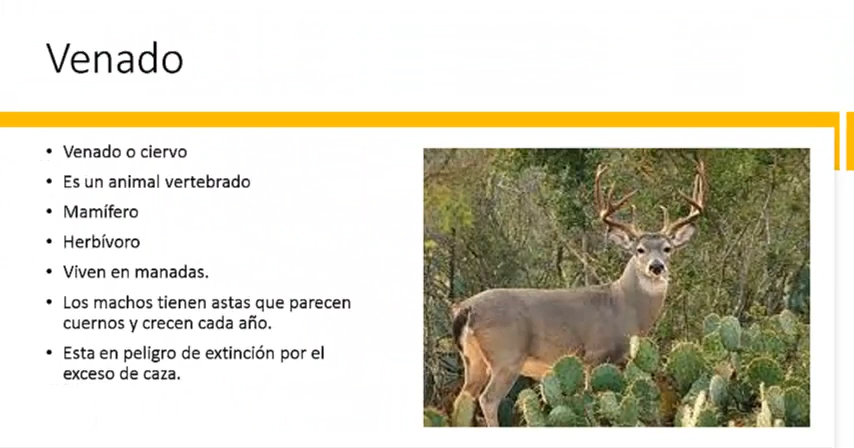 Venado
• Venado o ciervo
• Es un animal vertebrado
• Mamífero
• Herbívoro
• Viven en manadas.
• Los machos tienen astas que parecen
cuernos y crecen cada año.
• Esta en peligro de extinción por el
exceso de caza.